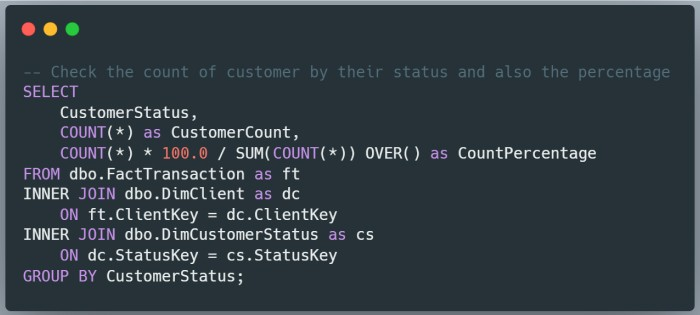 -- Check the count of customer by their status and also the percentage
SELECT
    CustomerStatus,
    COUNT(*) as CustomerCount,
    COUNT(*) * 100.0 / SUM(COUNT(*)) OVER() as CountPercentage
FROM dbo.FactTransaction as ft
INNER JOIN dbo.DimClient as dc
    ON ft.ClientKey = dc.ClientKey
INNER JOIN dbo.DimCustomerStatus as cs
    ON dc.StatusKey = cs.StatusKey
GROUP BY CustomerStatus;